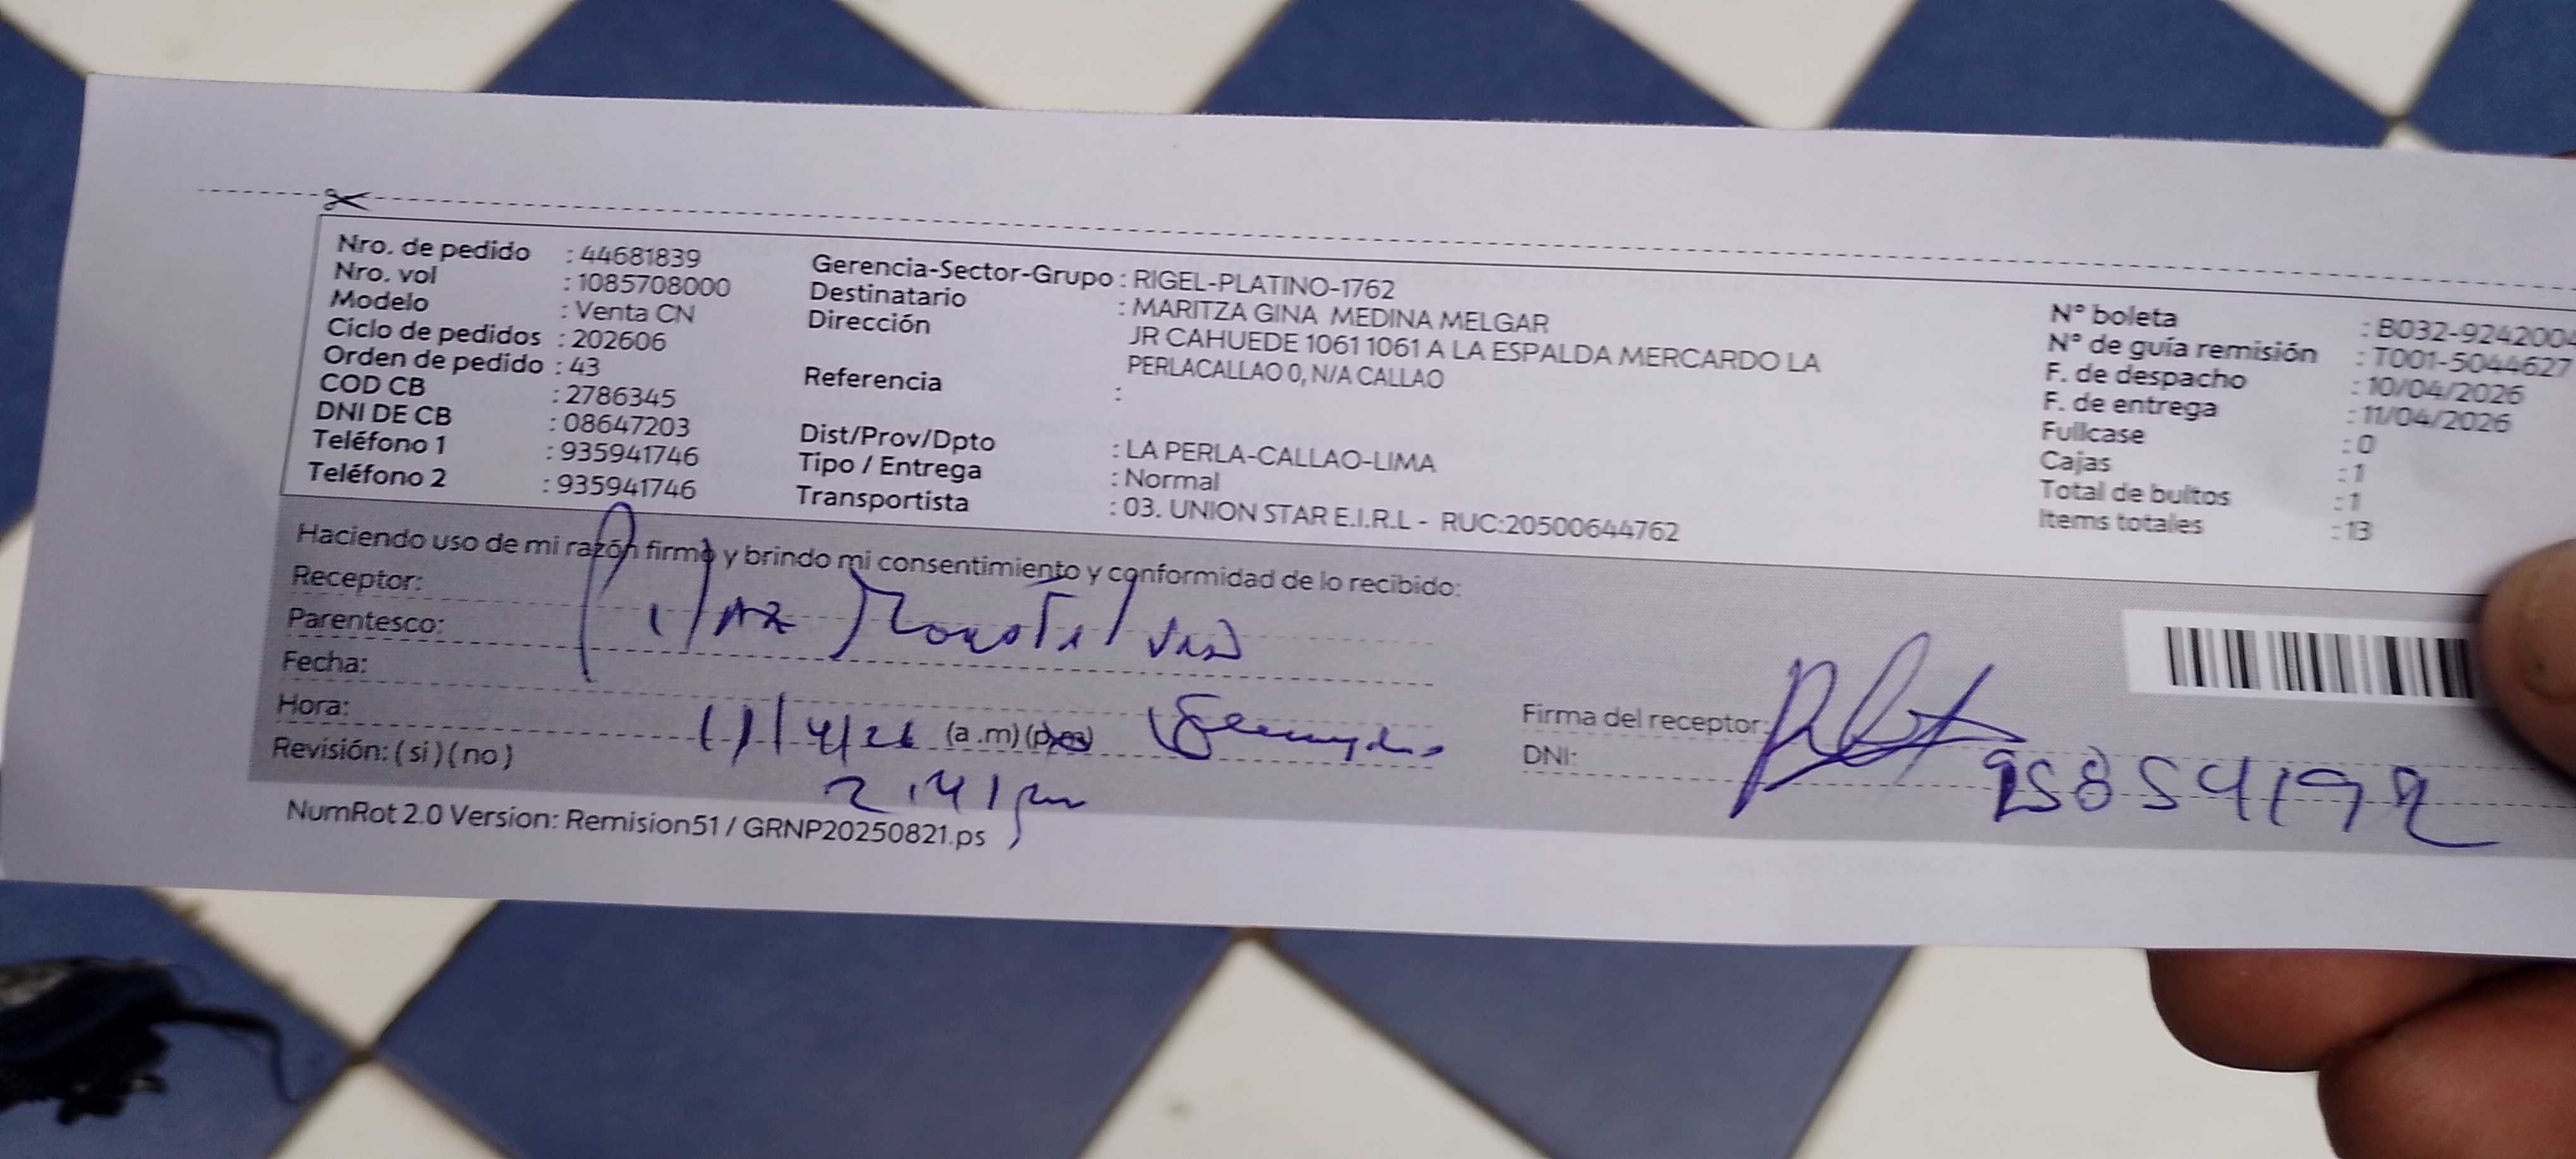 Nro. de pedido : 44681839
Nro. vol : 1085708000
Modelo : Venta CN
Ciclo de pedidos : 202606
Orden de pedido : 43
COD CB : 2786345
DNI DE CB : 08647203
Teléfono 1 : 935941746
Teléfono 2 : 935941746
Gerencia-Sector-Grupo : RIGEL-PLATINO-1762
Destinatario : MARITZA GINA MEDINA MELGAR
Dirección JR CAHUEDE 1061 1061 A LA ESPALDA MERCARDO LA
PERLACALLAO 0, N/A CALLAO
Referencia :
Dist/Prov/Dpto : LA PERLA-CALLAO-LIMA
Tipo / Entrega : Normal
Transportista : 03. UNION STAR E.I.R.L - RUC:20500644762
N° boleta : B032-9242004
N° de guía remisión : T001-5044627
F. de despacho : 10/04/2026
F. de entrega : 11/04/2026
Fullcase : 0
Cajas : 1
Total de bultos : 1
Items totales : 13
Haciendo uso de mi razón firmo y brindo mi consentimiento y conformidad de lo recibido:
Receptor:
Parentesco:
Fecha:
Hora: 11/4/26 (a.m)
Revisión: (si) (no) 2:41 pm
Firma del receptor:
DNI: 25854192
NumRot 2.0 Version: Remision51 / GRNP20250821.ps